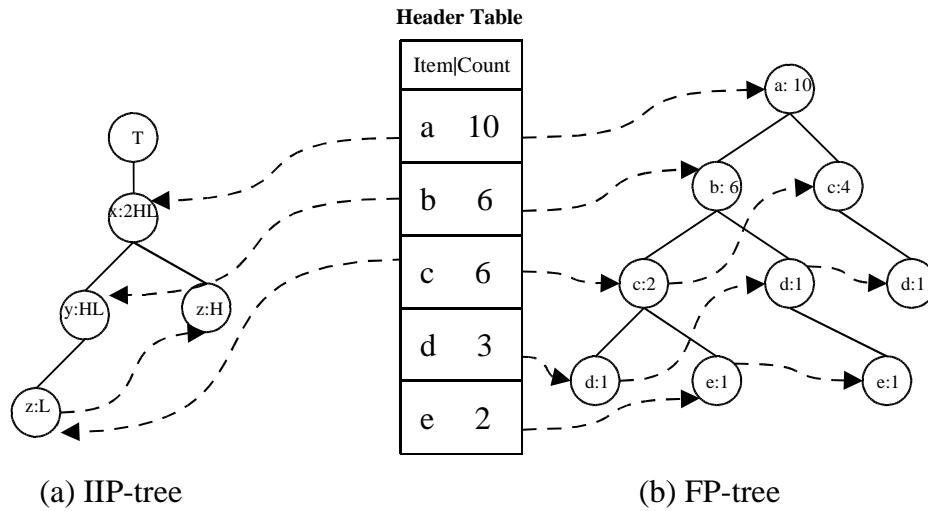 Header Table
Item|Count
a 10
b 6
c 6
d 3
e 2
T
x:2HL
y:HL
z:H
z:L
a: 10
b: 6
c:4
c:2
d:1
d:1
d:1
e:1
e:1
(a) IIP-tree
(b) FP-tree